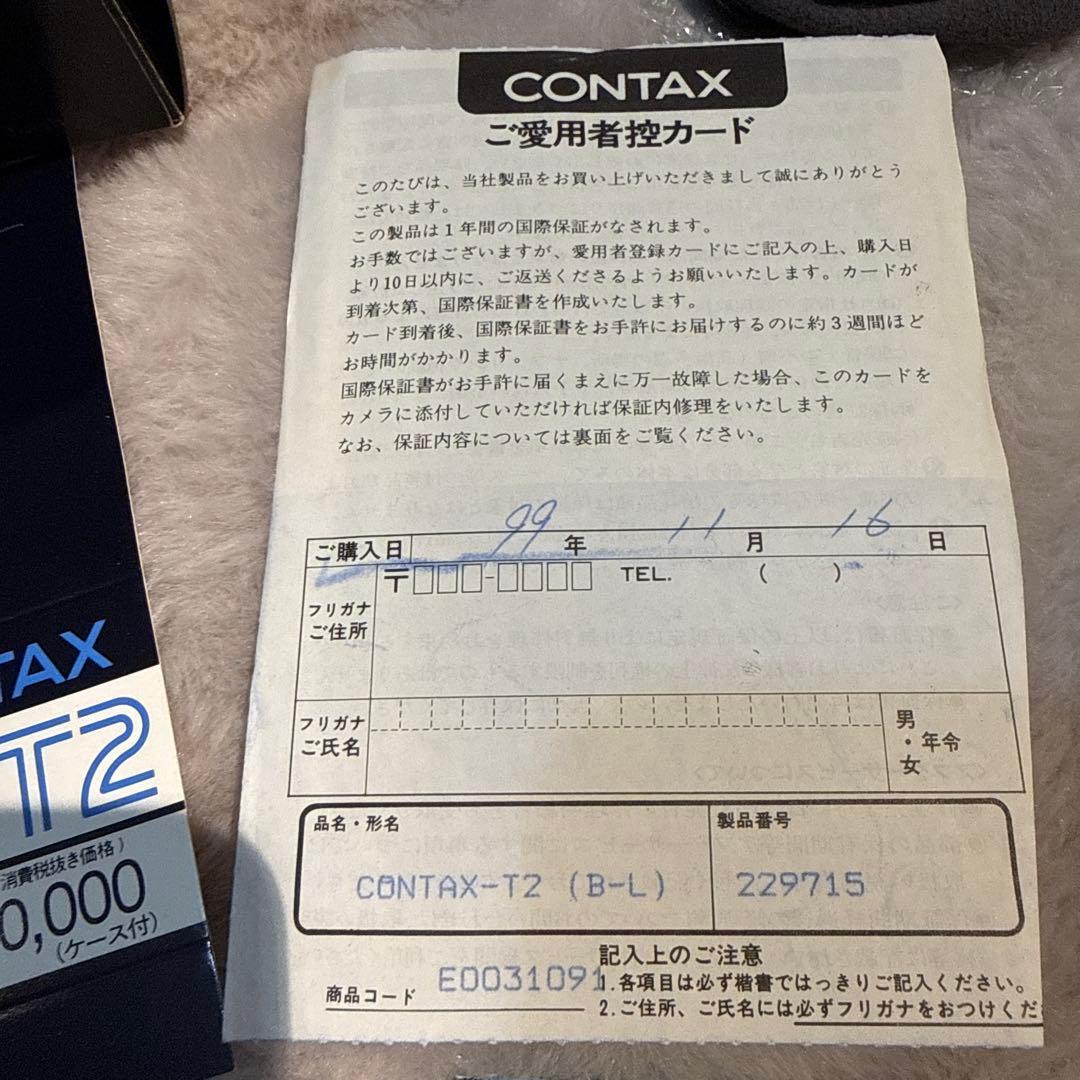 CONTAX
ご愛用者控カード
このたびは、当社製品をお買い上げいただきまして誠にありがとう
ございます。
この製品は1年間の国際保証がなされます。
お手数ではございますが、愛用者登録カードにご記入の上、購入日
より10日以内に、ご返送くださるようお願いいたします。カードが
到着次第、国際保証書を作成いたします。
カード到着後、国際保証書をお手許にお届けするのに約3週間ほど
お時間がかかります。
国際保証書がお手許に届くまえに万一故障した場合、このカードを
カメラに添付していただければ保証内修理をいたします。
なお、保証内容については裏面をご覧ください。
ご購入日 99年 11月 16日
〒□□□-□□□□ TEL. ( )
フリガナ
ご住所
フリガナ
ご氏名
男・女
年令
品名・形名
製品番号
CONTAX-T2 (B-L) 229715
記入上のご注意
商品コード E0031091
1.各項目は必ず楷書ではっきりご記入ください。
2.ご住所、ご氏名には必ずフリガナをおつけくだ
TAX
T2
消費税抜き価格)
0,000
(ケース付)